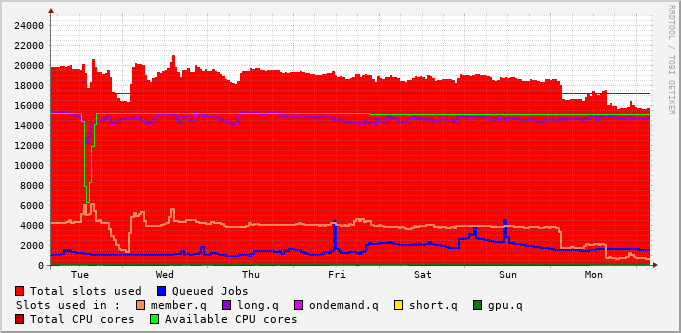 RRDTOOL / TOBI OETIKER
24000
22000
20000
18000
16000
14000
12000
10000
8000
6000
4000
2000
0
Tue Wed Thu Fri Sat Sun Mon
Total slots used Queued Jobs
Slots used in : member.q long.q ondemand.q short.q gpu.q
Total CPU cores Available CPU cores